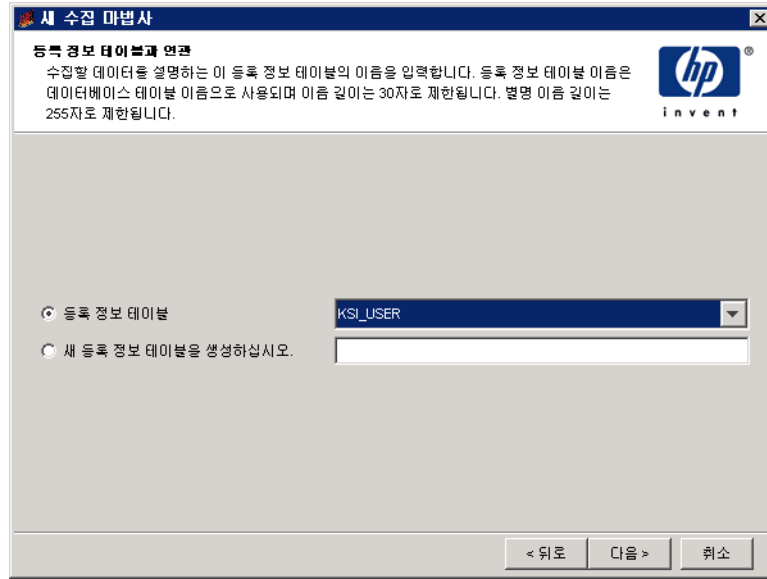 새 수집 마법사
등록 정보 테이블과 연관
수집할 데이터를 설명하는 이 등록 정보 테이블의 이름을 입력합니다. 등록 정보 테이블 이름은
데이터베이스 테이블 이름으로 사용되며 이름 길이는 30자로 제한됩니다. 별명 이름 길이는
255자로 제한됩니다.
hp ®
invent
등록 정보 테이블
KSI_USER
새 등록 정보 테이블을 생성하십시오.
< 뒤로
다음 >
취소